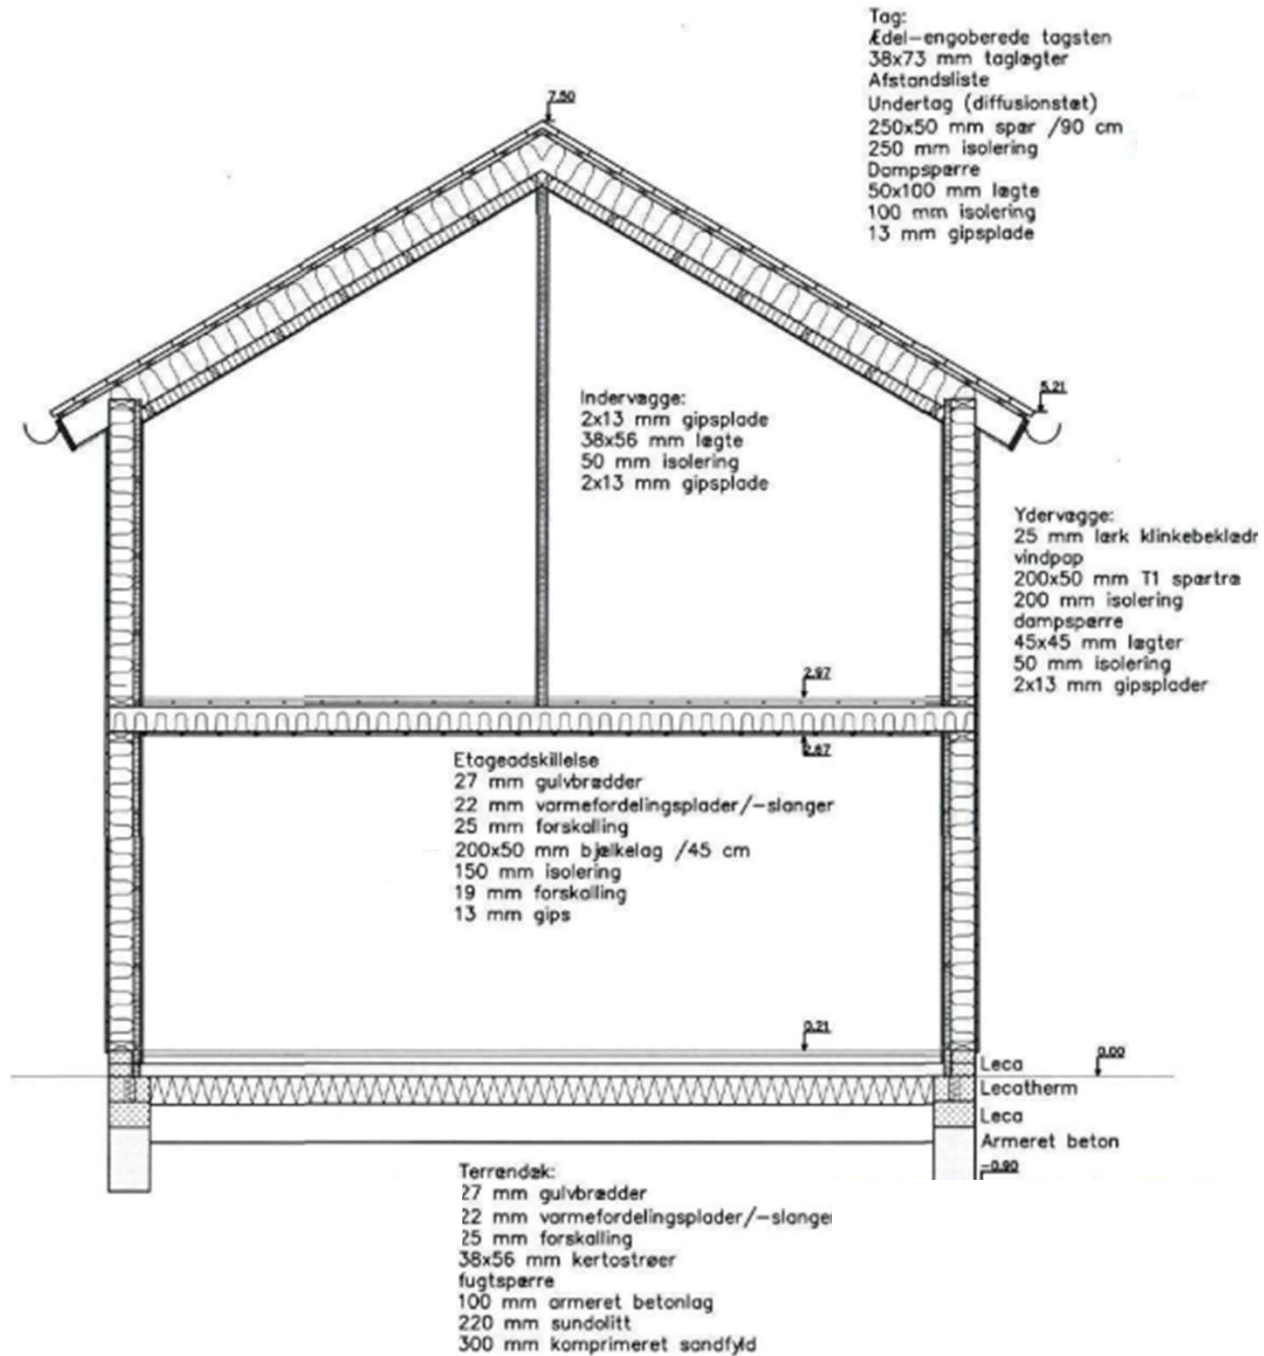 Tag:
Ædel-engoberede tagsten
38x73 mm taglægter
Afstandsliste
Undertag (diffusionstæt)
250x50 mm spær /90 cm
250 mm isolering
Dampspærre
50x100 mm lægte
100 mm isolering
13 mm gipsplade
7.50
5.21
Indervægge:
2x13 mm gipsplade
38x56 mm lægte
50 mm isolering
2x13 mm gipsplade
Ydervægge:
25 mm lærk klinkebeklædn
vindpap
200x50 mm T1 spærtræ
200 mm isolering
dampspærre
45x45 mm lægter
50 mm isolering
2x13 mm gipsplader
2.97
2.67
Etageadskillelse
27 mm gulvbrædder
22 mm varmefordelingsplader/-slanger
25 mm forskalling
200x50 mm bjælkelag /45 cm
150 mm isolering
19 mm forskalling
13 mm gips
0.21
0.00
Leca
Lecatherm
Leca
Armeret beton
-0.90
Terrændæk:
27 mm gulvbrædder
22 mm varmefordelingsplader/-slange
25 mm forskalling
38x56 mm kertostrøer
fugtspærre
100 mm armeret betonlag
220 mm sundolitt
300 mm komprimeret sandfyld